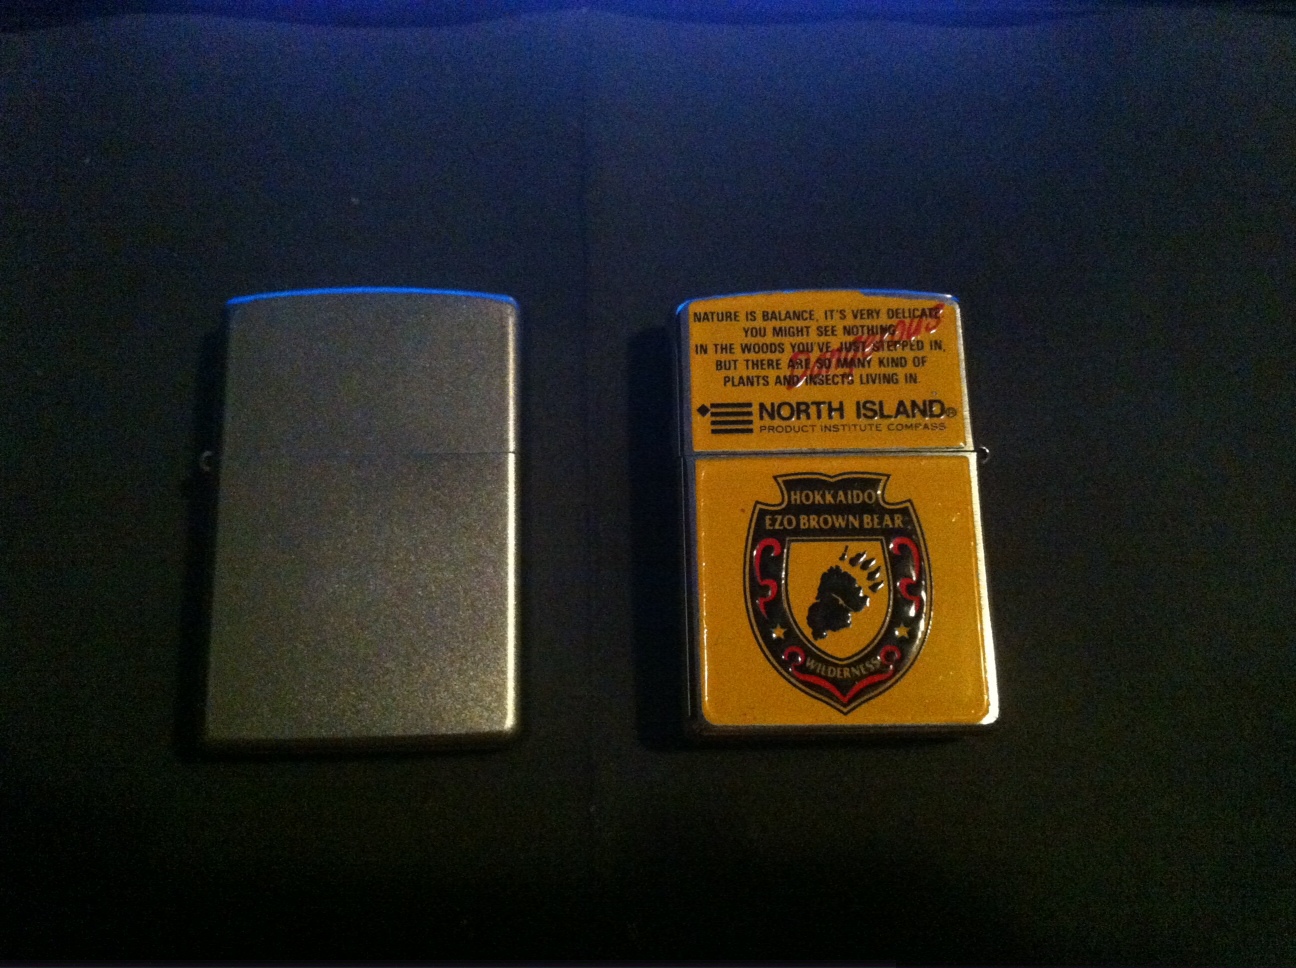 NATURE IS BALANCE, IT'S VERY DELICATE
YOU MIGHT SEE NOTHING
IN THE WOODS YOU'VE JUST STEPPED IN,
BUT THERE ARE SO MANY KIND OF
PLANTS AND INSECTS LIVING IN.
Dangerous
NORTH ISLAND®
PRODUCT INSTITUTE COMPASS
HOKKAIDO
EZO BROWN BEAR
WILDERNESS